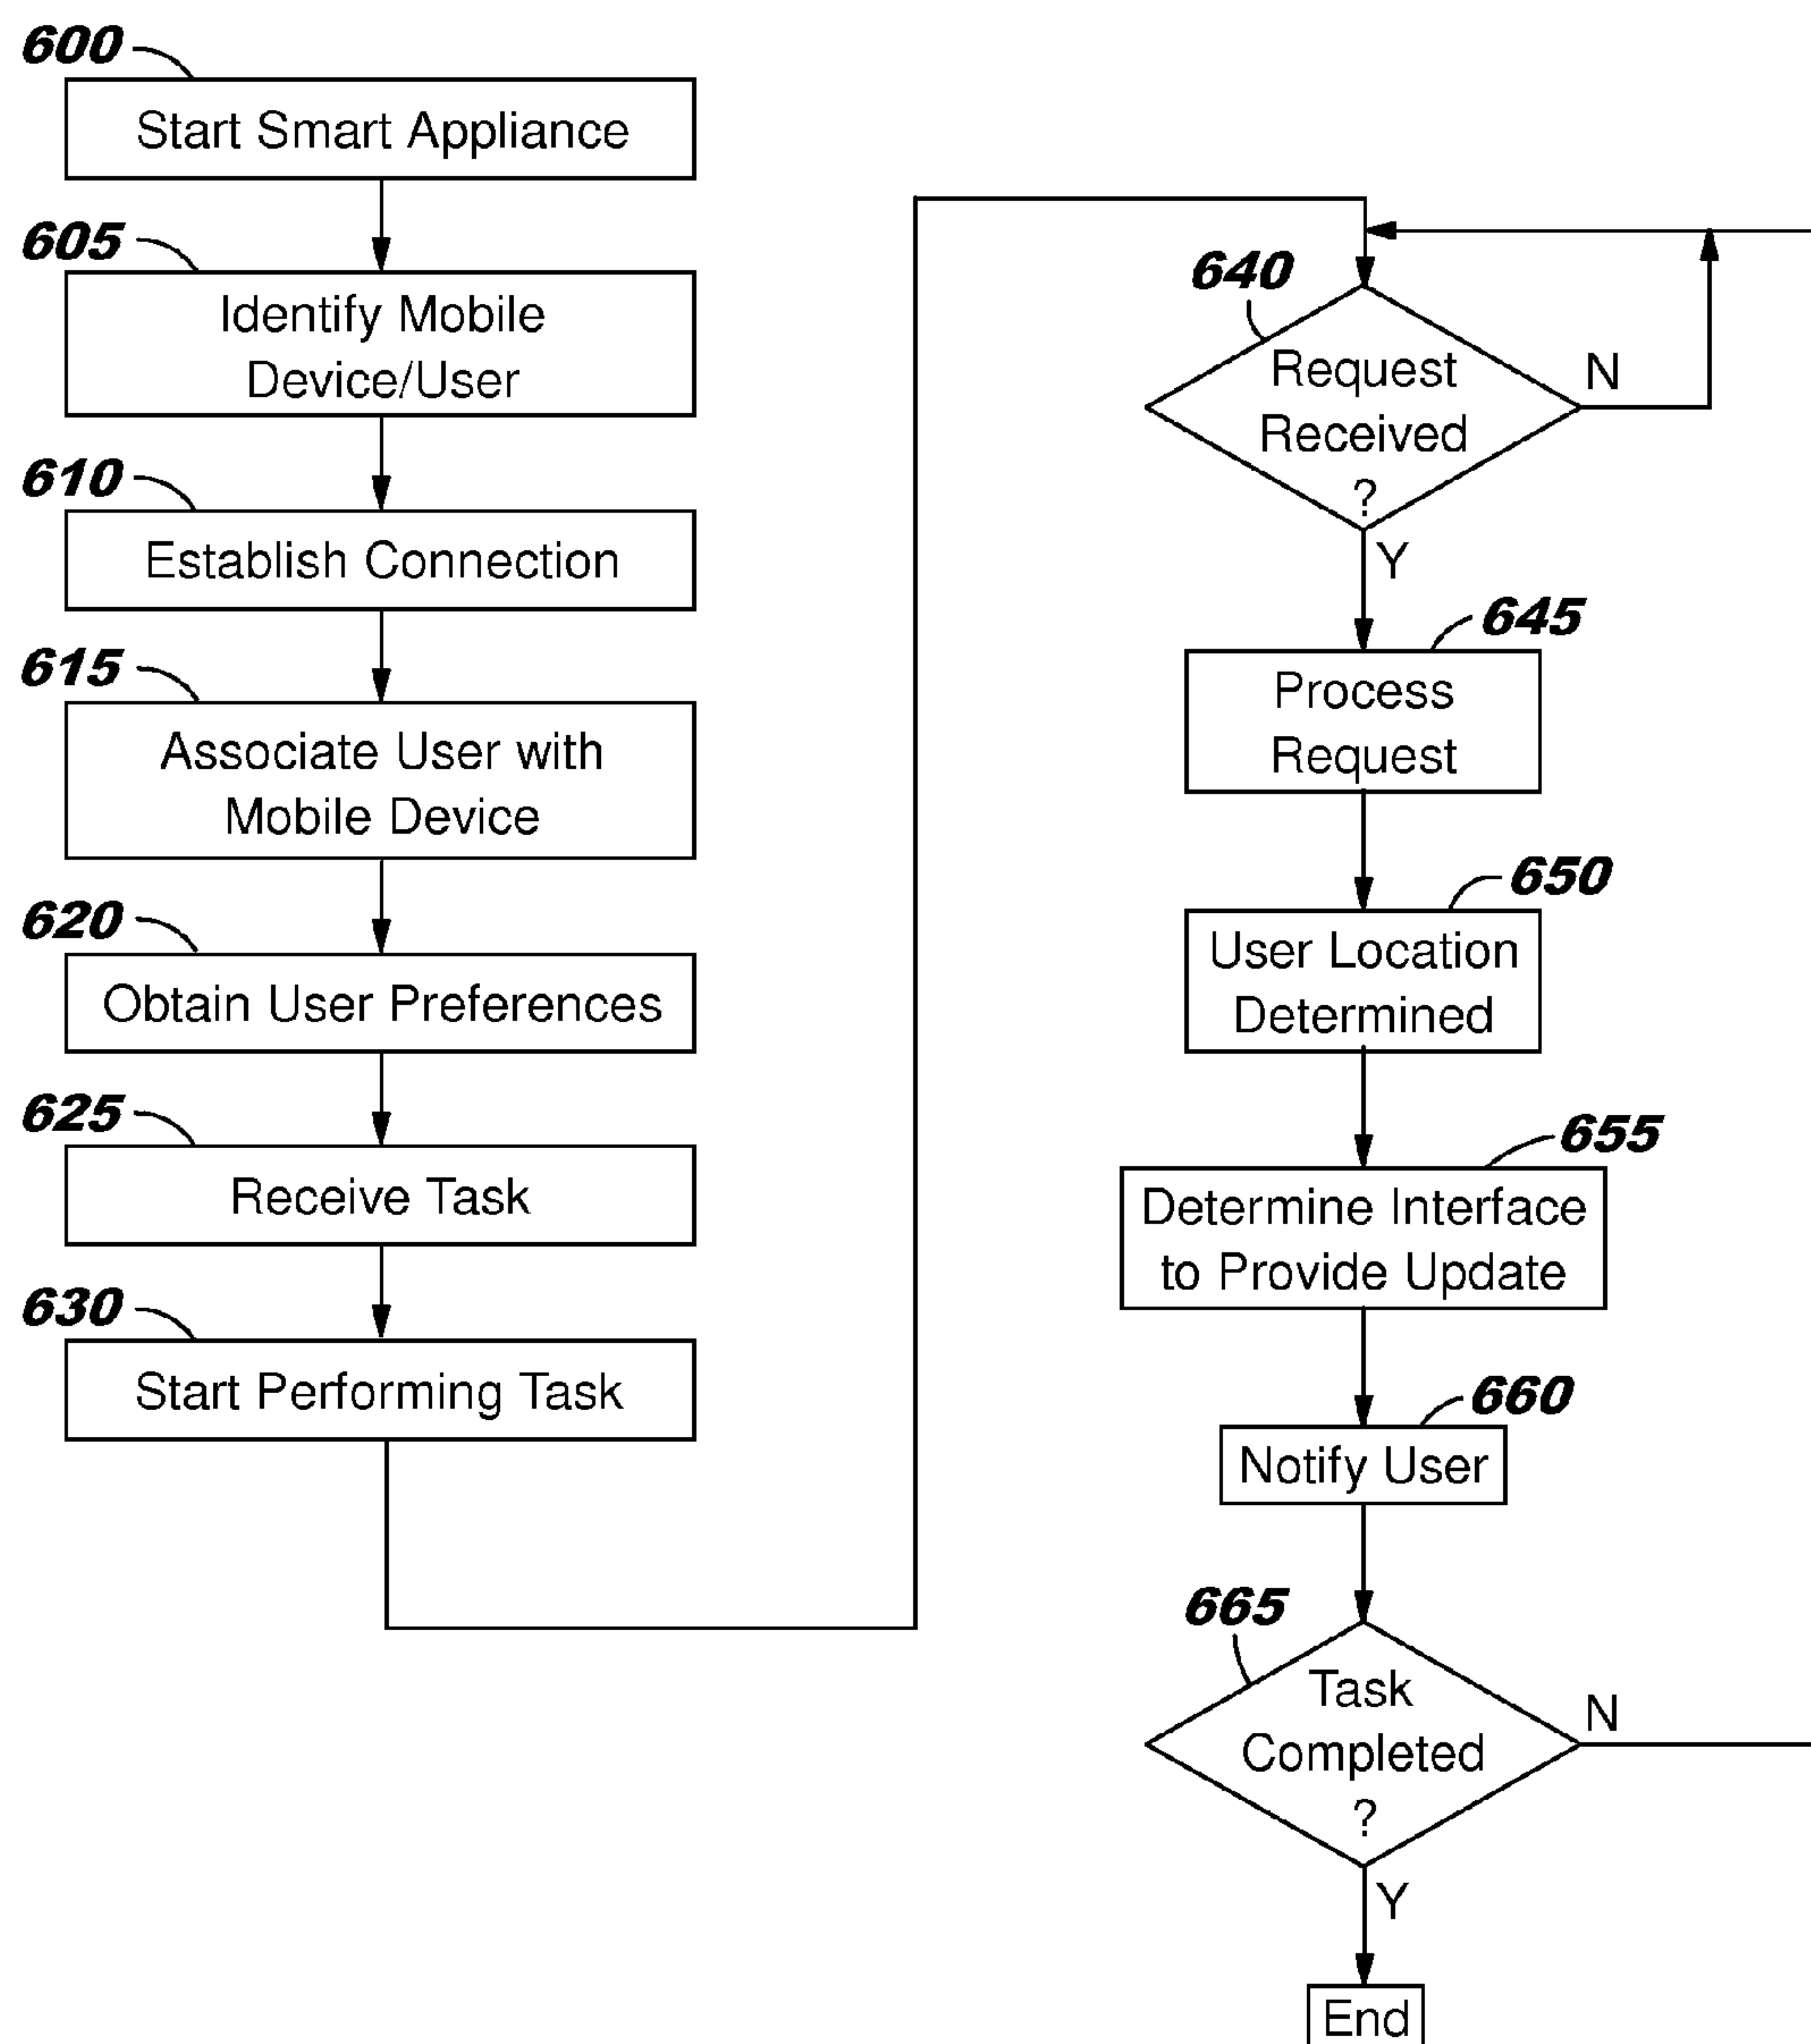 600
Start Smart Appliance
605
Identify Mobile
Device/User
610
Establish Connection
615
Associate User with
Mobile Device
620
Obtain User Preferences
625
Receive Task
630
Start Performing Task
640
Request
Received
?
N
Y
645
Process
Request
650
User Location
Determined
655
Determine Interface
to Provide Update
660
Notify User
665
Task
Completed
?
N
Y
End